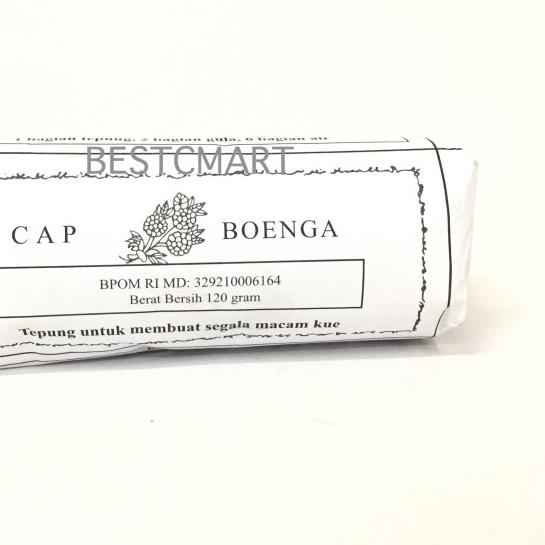 1 bagian tepung, 2 bagian gula, 6 bagian air
BESTCMART
CAP BOENGA
BPOM RI MD: 329210006164
Berat Bersih 120 gram
Tepung untuk membuat segala macam kue